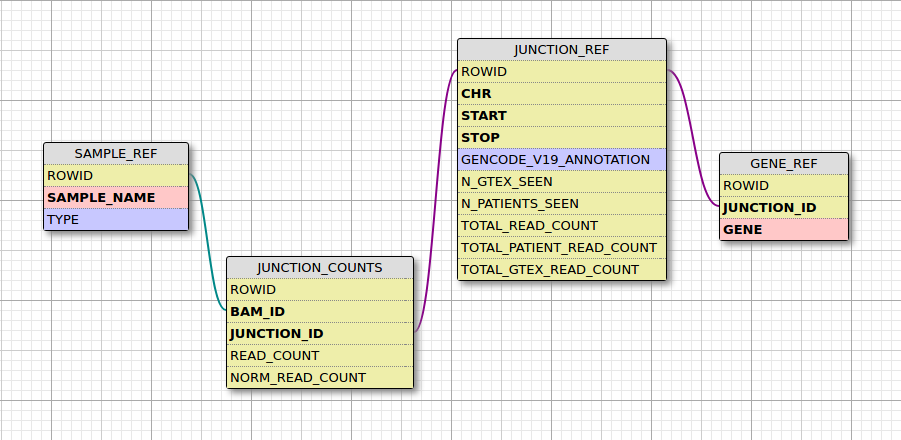 SAMPLE_REF
ROWID
SAMPLE_NAME
TYPE
JUNCTION_COUNTS
ROWID
BAM_ID
JUNCTION_ID
READ_COUNT
NORM_READ_COUNT
JUNCTION_REF
ROWID
CHR
START
STOP
GENCODE_V19_ANNOTATION
N_GTEX_SEEN
N_PATIENTS_SEEN
TOTAL_READ_COUNT
TOTAL_PATIENT_READ_COUNT
TOTAL_GTEX_READ_COUNT
GENE_REF
ROWID
JUNCTION_ID
GENE